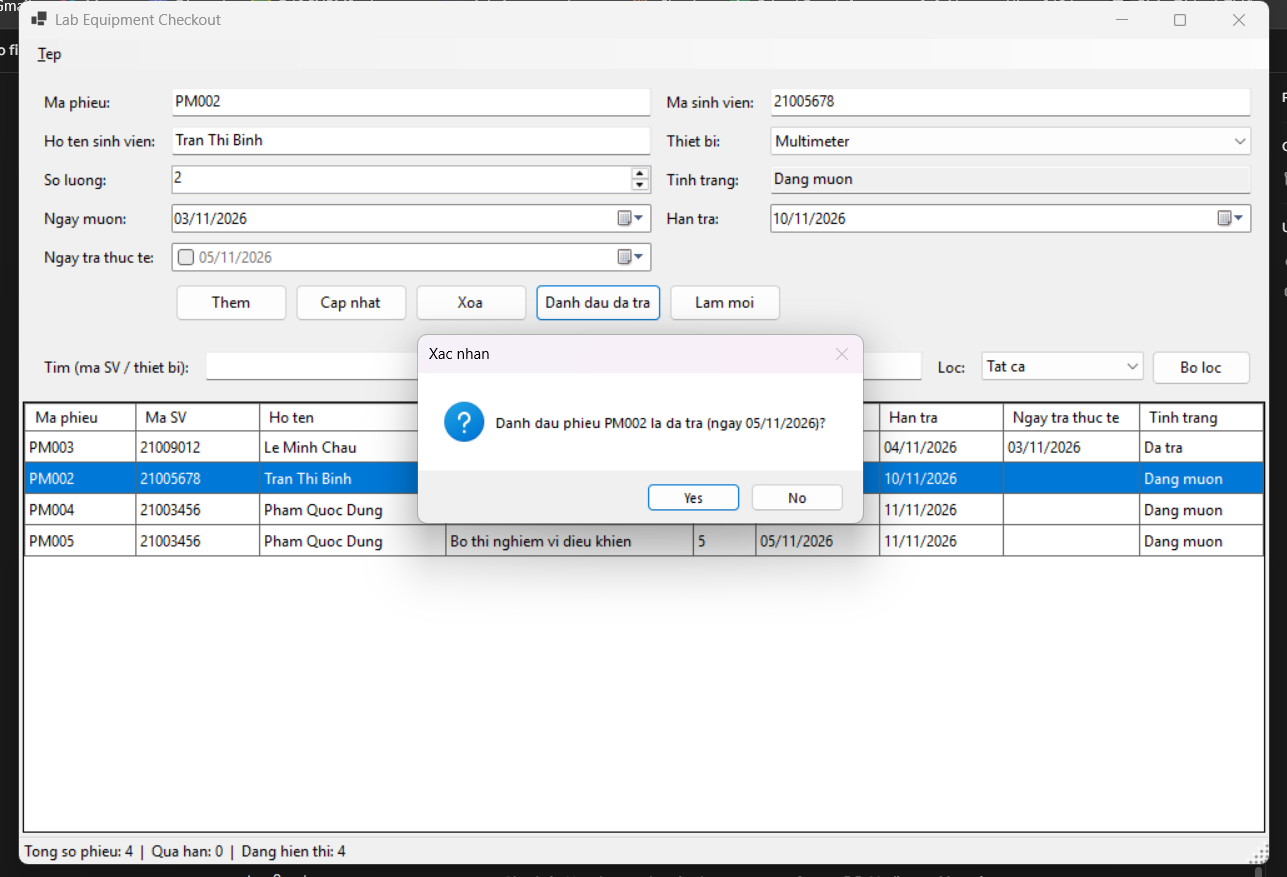 Lab Equipment Checkout
Tep
Ma phieu: PM002 Ma sinh vien: 21005678
Ho ten sinh vien: Tran Thi Binh Thiet bi: Multimeter
So luong: 2 Tinh trang: Dang muon
Ngay muon: 03/11/2026 Han tra: 10/11/2026
Ngay tra thuc te: 05/11/2026
Them Cap nhat Xoa Danh dau da tra Lam moi
Xac nhan
Danh dau phieu PM002 la da tra (ngay 05/11/2026)?
Yes No
Tim (ma SV / thiet bi): Loc: Tat ca Bo loc
Ma phieu Ma SV Ho ten Han tra Ngay tra thuc te Tinh trang
PM003 21009012 Le Minh Chau 04/11/2026 03/11/2026 Da tra
PM002 21005678 Tran Thi Binh 10/11/2026 Dang muon
PM004 21003456 Pham Quoc Dung 11/11/2026 Dang muon
PM005 21003456 Pham Quoc Dung Bo thi nghiem vi dieu khien 5 05/11/2026 11/11/2026 Dang muon
Tong so phieu: 4 | Qua han: 0 | Dang hien thi: 4